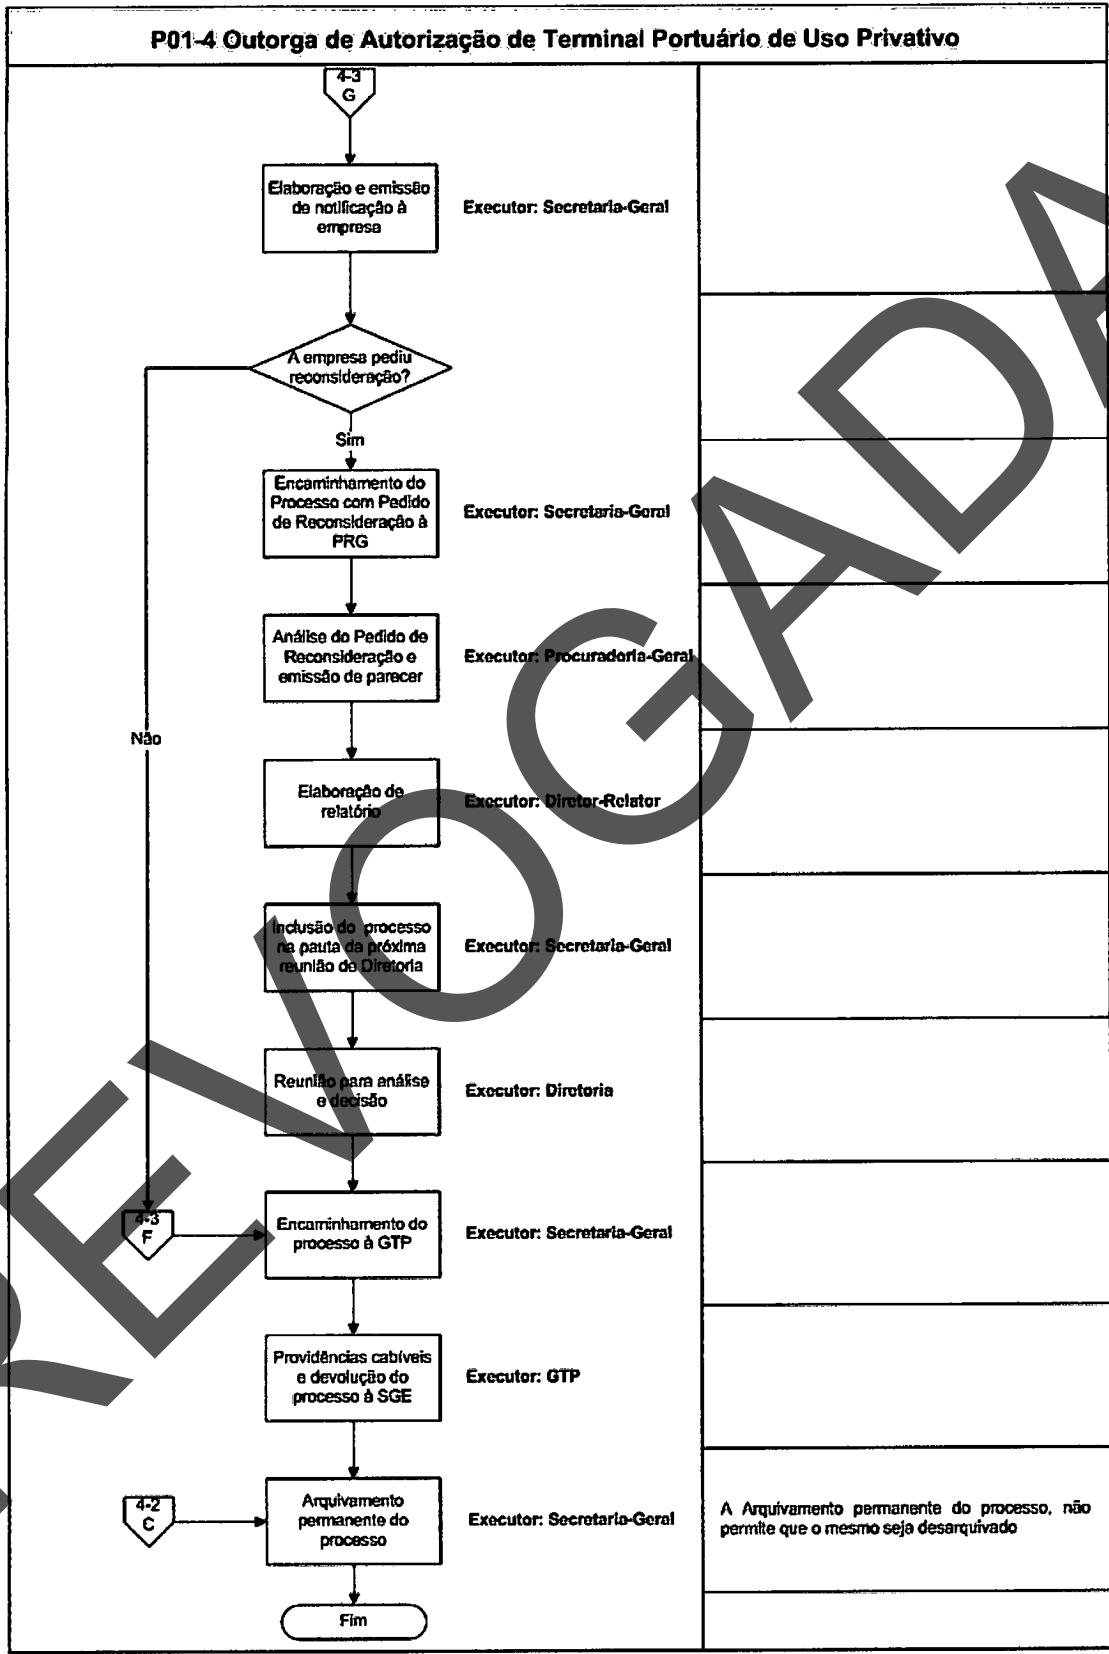 P01-4 Outorga de Autorização de Terminal Portuário de Uso Privativo
4-3
G
Elaboração e emissão
de notificação à
empresa
Executor: Secretaria-Geral
A empresa pediu
reconsideração?
Sim
Encaminhamento do
Processo com Pedido
de Reconsideração à
PRG
Executor: Secretaria-Geral
Análise do Pedido de
Reconsideração e
emissão de parecer
Executor: Procuradoria-Geral
Não
Elaboração de
relatório
Executor: Diretor-Relator
Inclusão do processo
na pauta da próxima
reunião de Diretoria
Executor: Secretaria-Geral
Reunião para análise
e decisão
Executor: Diretoria
4-3
F
Encaminhamento do
processo à GTP
Executor: Secretaria-Geral
Providências cabíveis
e devolução do
processo à SGE
Executor: GTP
4-2
C
Arquivamento
permanente do
processo
Executor: Secretaria-Geral
A Arquivamento permanente do processo, não
permite que o mesmo seja desarquivado
Fim
REVOGADA